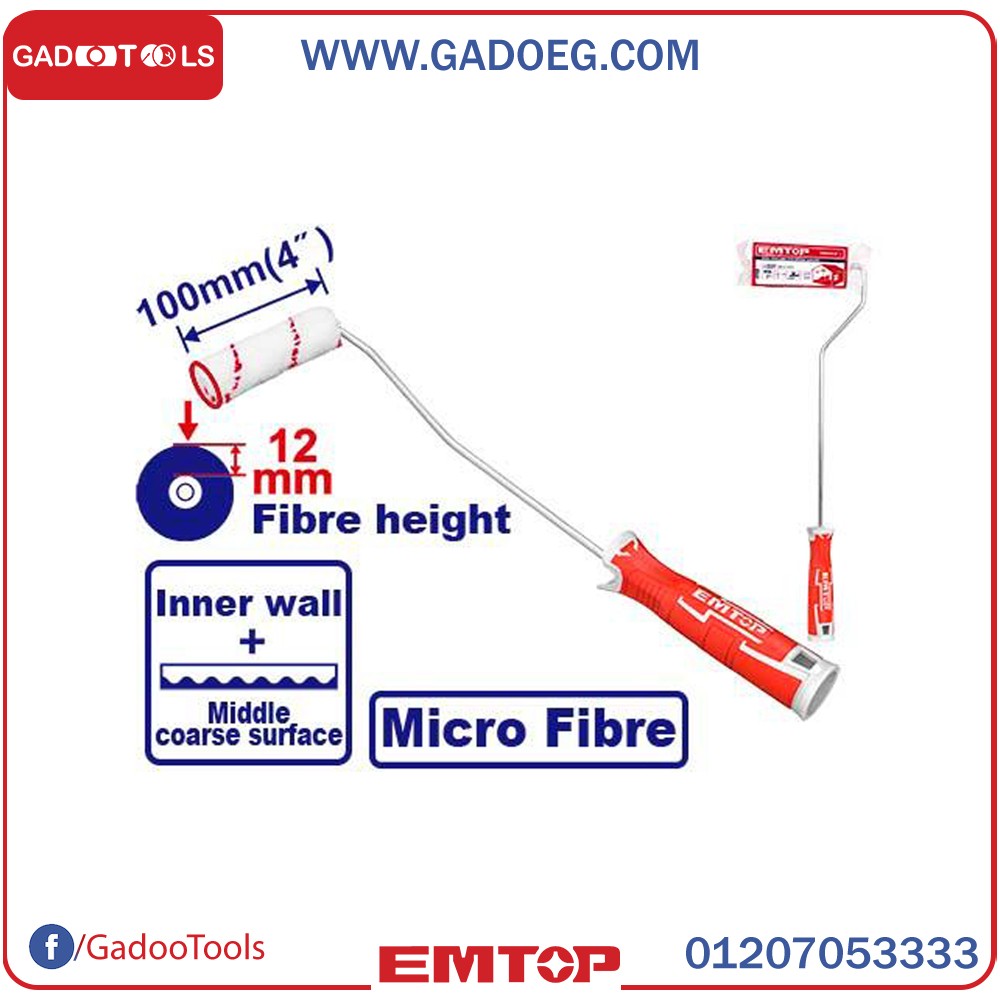 GADOTOOLS
WWW.GADOEG.COM
100mm(4")
EMTOP
12
mm
Fibre height
EMTOP
Inner wall
+
Middle
coarse surface
Micro Fibre
/GadooTools
EMTOP
01207053333